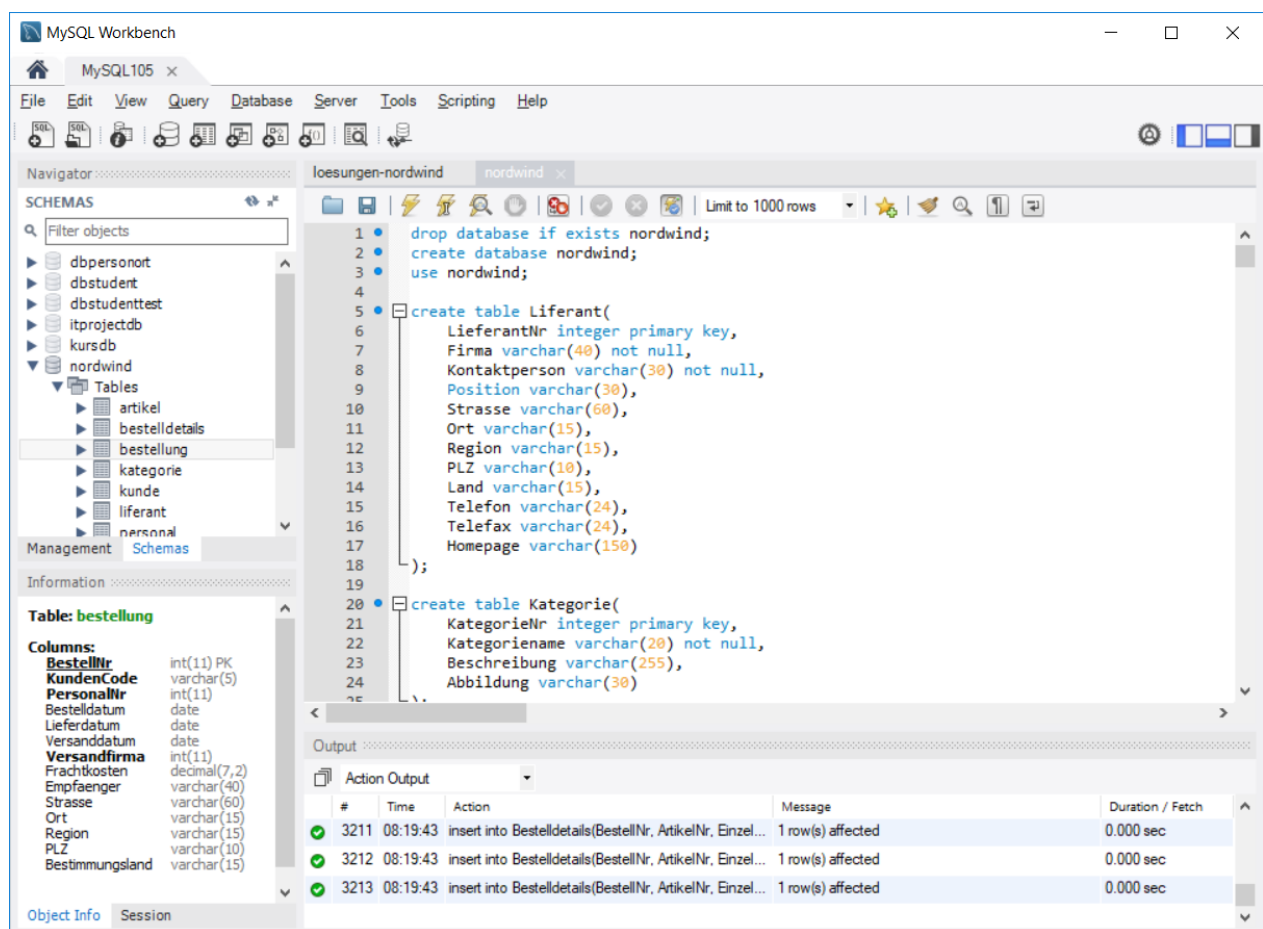 MySQL Workbench
MySQL105
File Edit View Query Database Server Tools Scripting Help
Navigator
SCHEMAS
Filter objects
dbpersonort
dbstudent
dbstudenttest
itprojectdb
kursdb
nordwind
Tables
artikel
bestelldetails
bestellung
kategorie
kunde
liferant
personal
Management Schemas
Information
Table: bestellung
Columns:
BestellNr int(11) PK
KundenCode varchar(5)
PersonalNr int(11)
Bestelldatum date
Lieferdatum date
Versanddatum date
Versandfirma int(11)
Frachtkosten decimal(7,2)
Empfaenger varchar(40)
Strasse varchar(60)
Ort varchar(15)
Region varchar(15)
PLZ varchar(10)
Bestimmungsland varchar(15)
Object Info Session
loesungen-nordwind nordwind
Limit to 1000 rows
1 drop database if exists nordwind;
2 create database nordwind;
3 use nordwind;
4
5 create table Liferant(
6 LieferantNr integer primary key,
7 Firma varchar(40) not null,
8 Kontaktperson varchar(30) not null,
9 Position varchar(30),
10 Strasse varchar(60),
11 Ort varchar(15),
12 Region varchar(15),
13 PLZ varchar(10),
14 Land varchar(15),
15 Telefon varchar(24),
16 Telefax varchar(24),
17 Homepage varchar(150)
18 );
19
20 create table Kategorie(
21 KategorieNr integer primary key,
22 Kategoriename varchar(20) not null,
23 Beschreibung varchar(255),
24 Abbildung varchar(30)
25 );
Output
Action Output
# Time Action Message Duration / Fetch
3211 08:19:43 insert into Bestelldetails(BestellNr, ArtikelNr, Einzel... 1 row(s) affected 0.000 sec
3212 08:19:43 insert into Bestelldetails(BestellNr, ArtikelNr, Einzel... 1 row(s) affected 0.000 sec
3213 08:19:43 insert into Bestelldetails(BestellNr, ArtikelNr, Einzel... 1 row(s) affected 0.000 sec